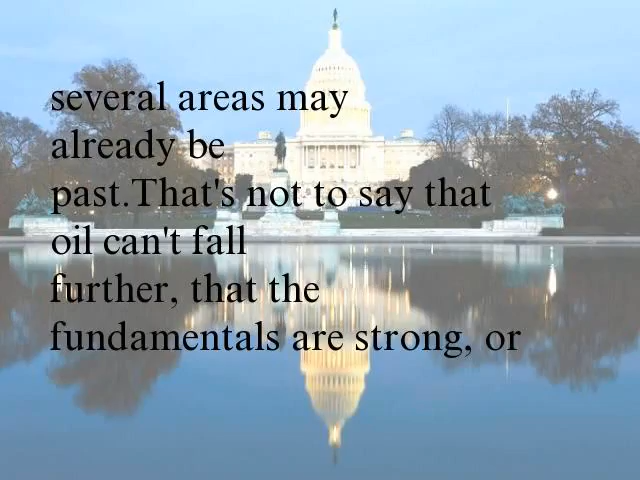 several areas may
already be
past.That's not to say that
oil can't fall
further, that the
fundamentals are strong, or